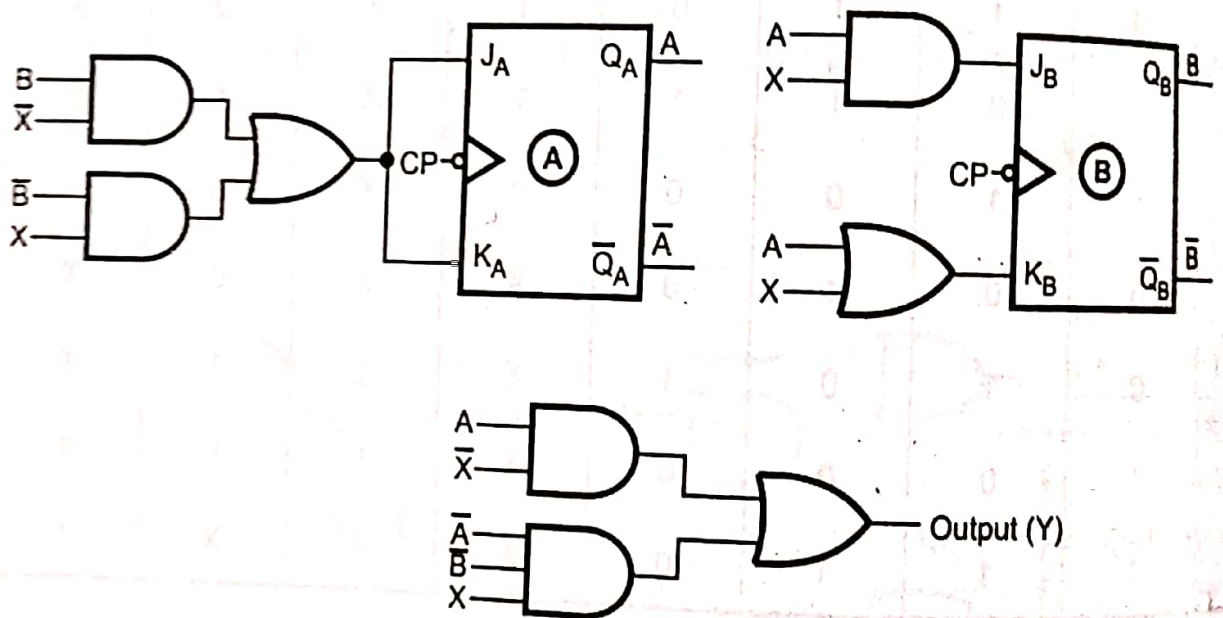 B
X̅
B̅
X
J_A
Q_A
A
CP
A
K_A
Q̅_A
A̅
A
X
J_B
Q_B
B
CP
B
A
X
K_B
Q̅_B
B̅
A
X̅
A̅
B̅
X
Output (Y)